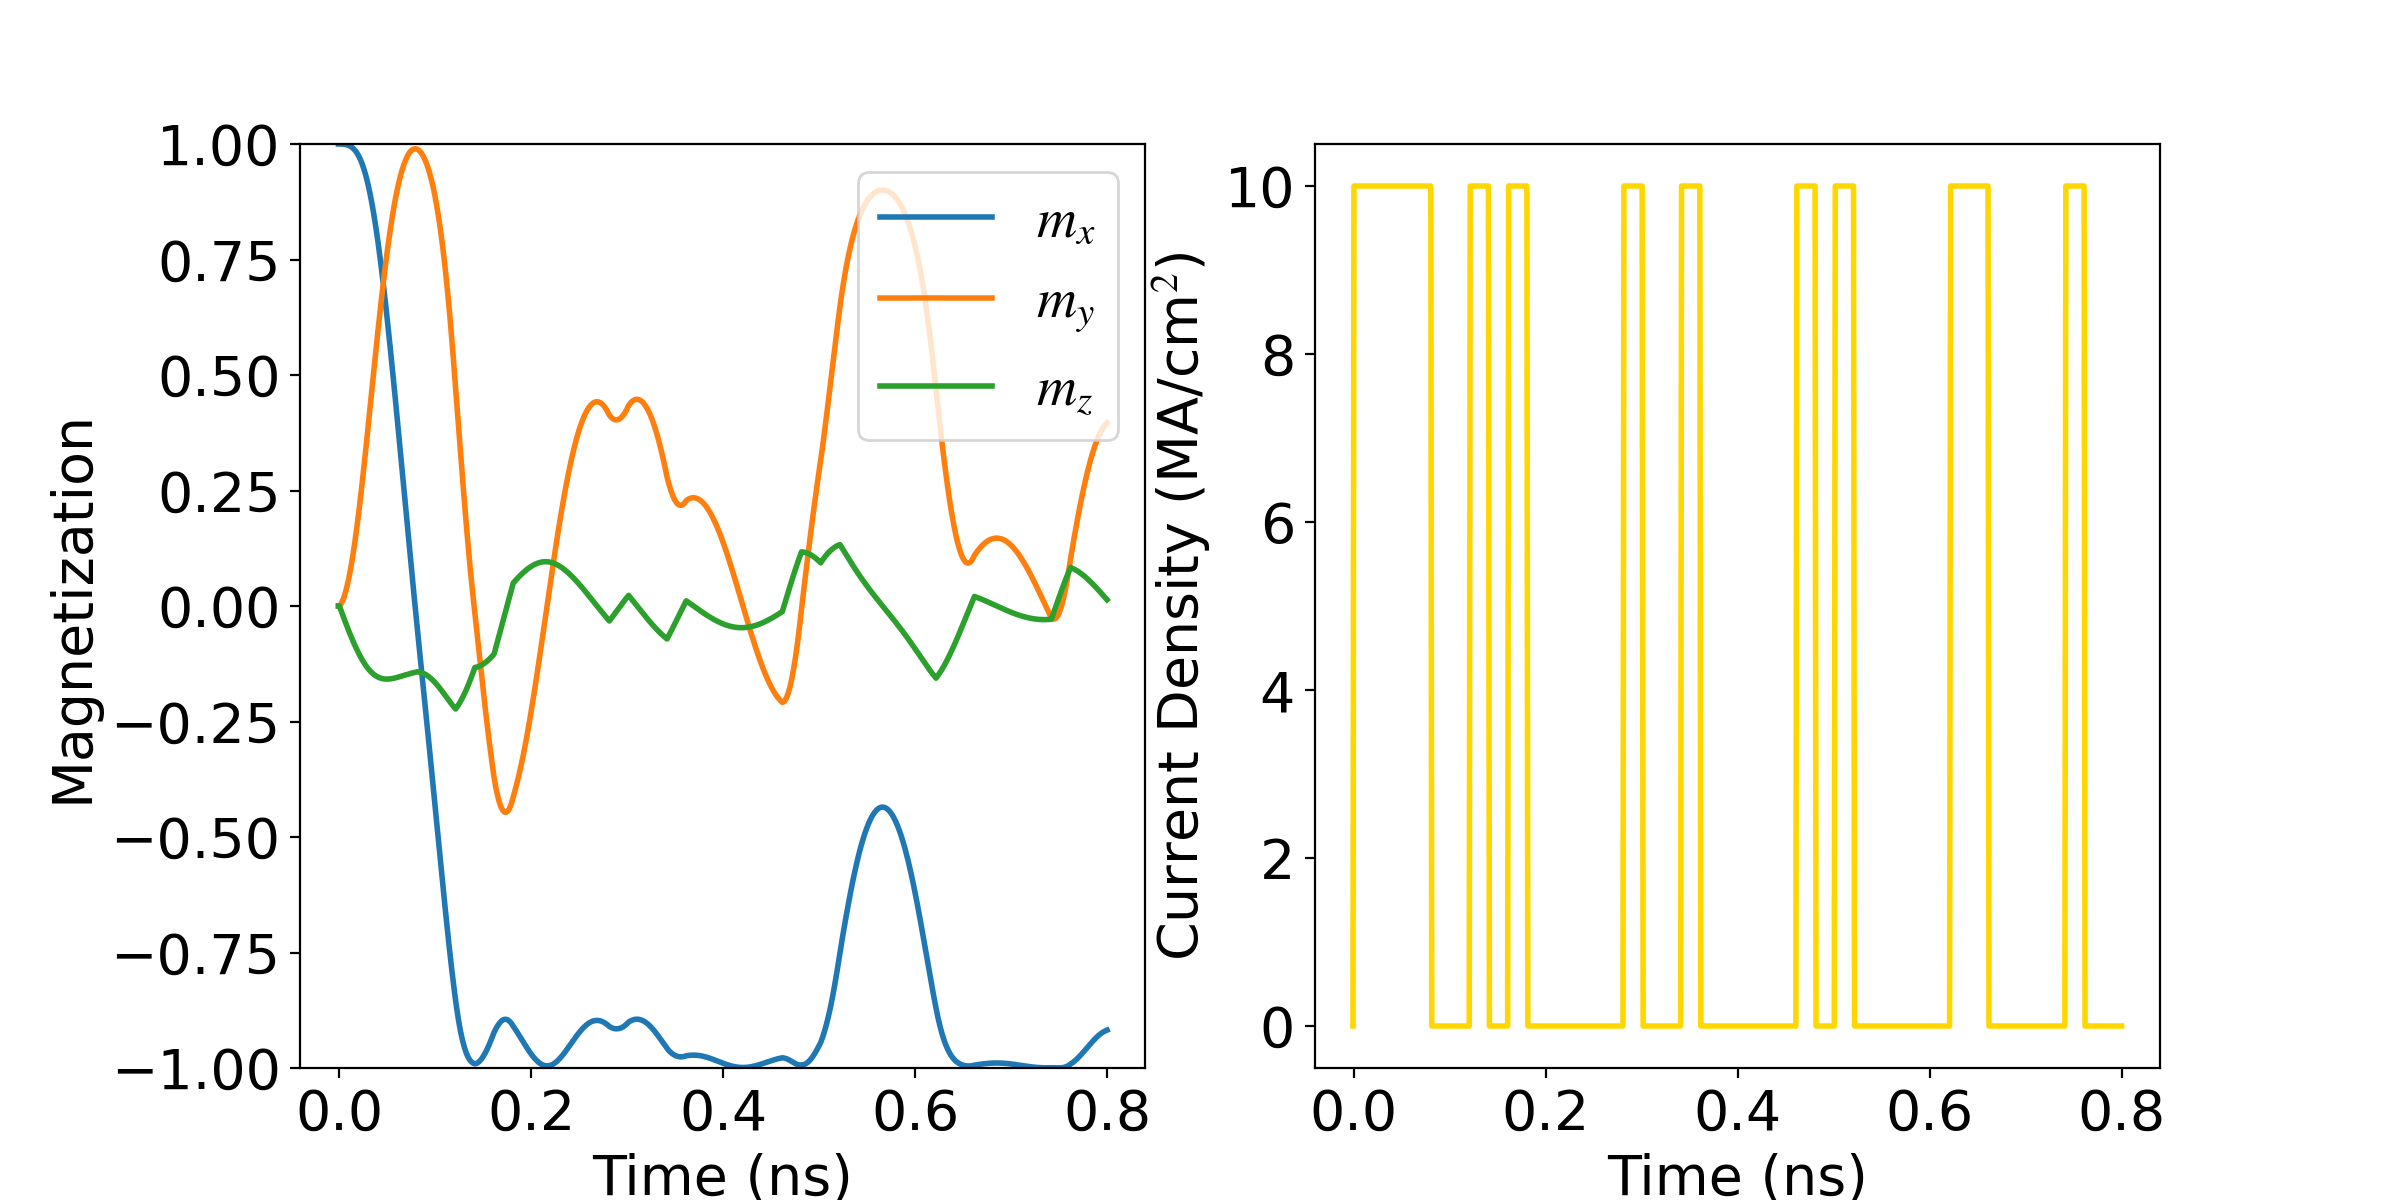 1.00
0.75
0.50
0.25
0.00
−0.25
−0.50
−0.75
−1.00
0.0 0.2 0.4 0.6 0.8
Time (ns)
Magnetization
m_x
m_y
m_z
10
8
6
4
2
0
0.0 0.2 0.4 0.6 0.8
Time (ns)
Current Density (MA/cm²)